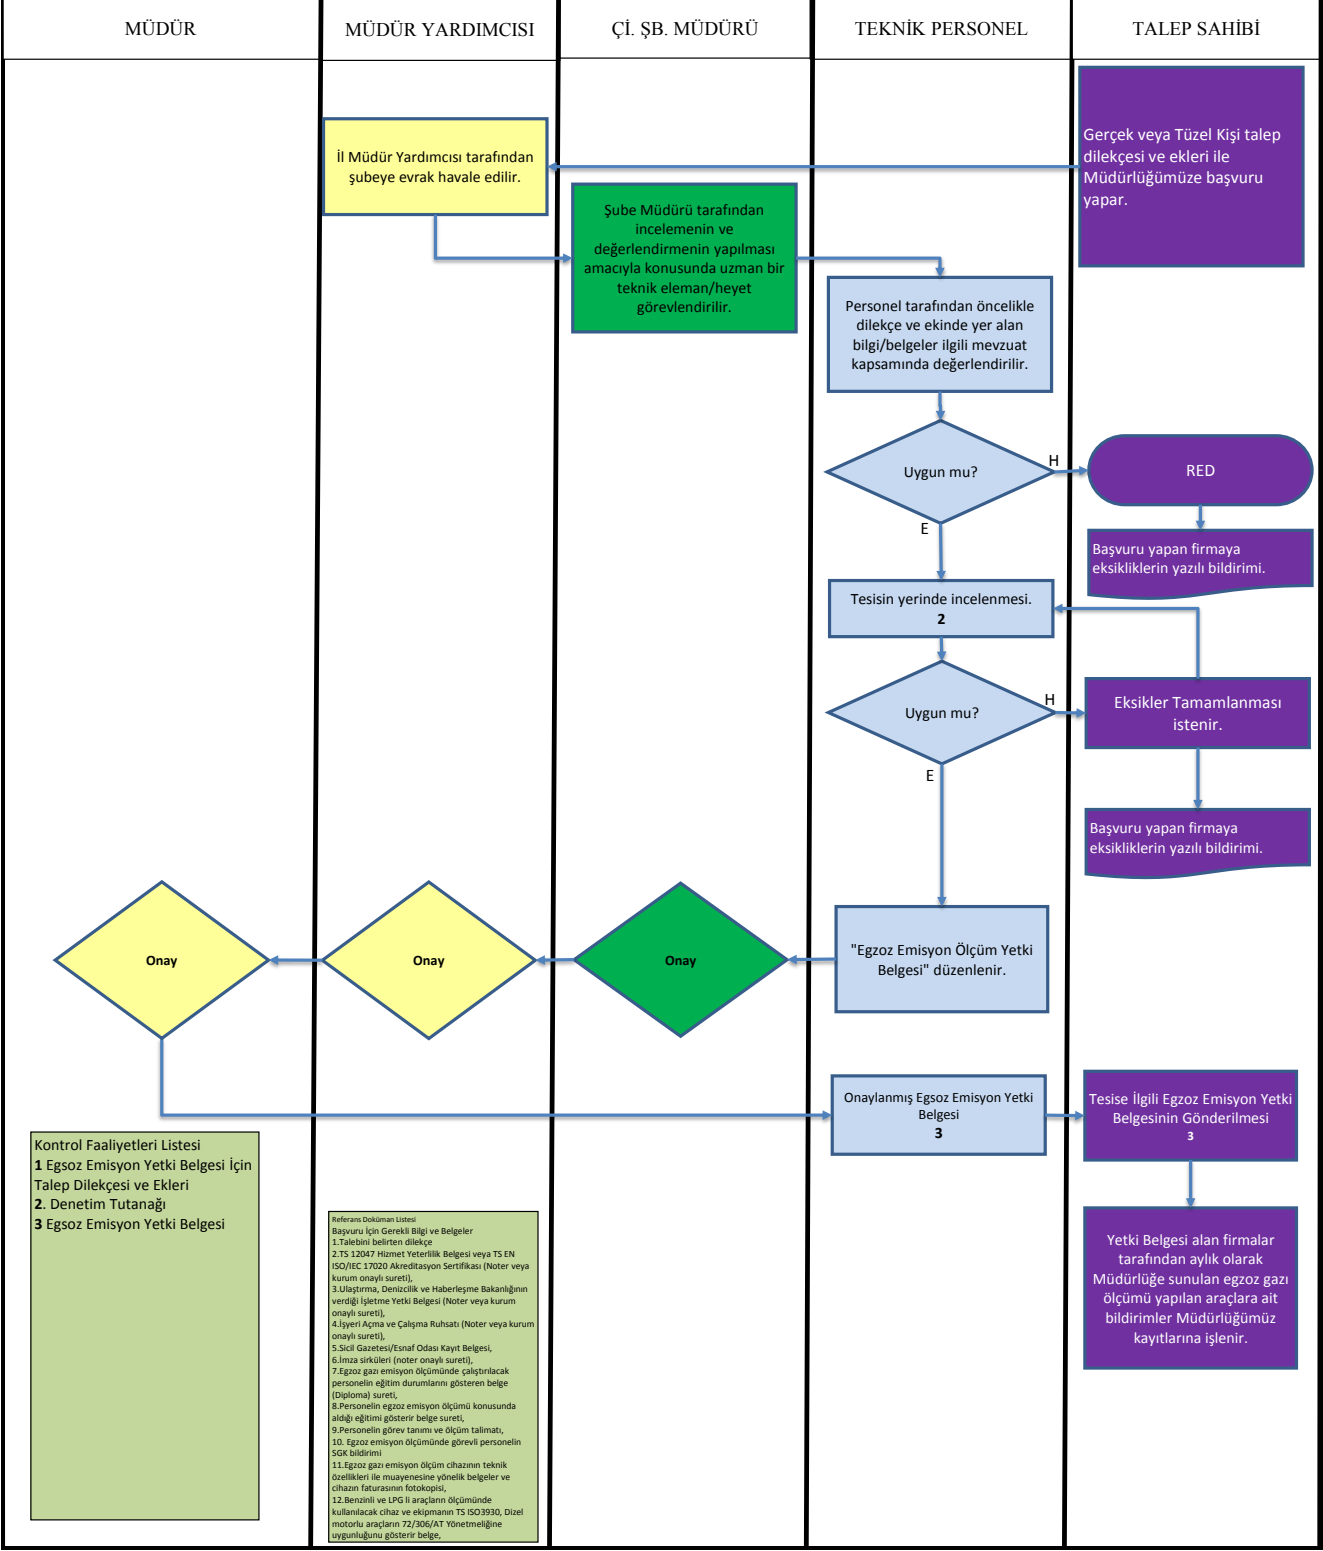 MÜDÜR
MÜDÜR YARDIMCISI
Çİ. ŞB. MÜDÜRÜ
TEKNİK PERSONEL
TALEP SAHİBİ
Gerçek veya Tüzel Kişi talep
dilekçesi ve ekleri ile
Müdürlüğümüze başvuru
yapar.
İl Müdür Yardımcısı tarafından
şubeye evrak havale edilir.
Şube Müdürü tarafından
incelemenin ve
değerlendirmenin yapılması
amacıyla konusunda uzman bir
teknik eleman/heyet
görevlendirilir.
Personel tarafından öncelikle
dilekçe ve ekinde yer alan
bilgi/belgeler ilgili mevzuat
kapsamında değerlendirilir.
Uygun mu?
H
RED
E
Başvuru yapan firmaya
eksikliklerin yazılı bildirimi.
Tesisin yerinde incelenmesi.
2
Uygun mu?
H
Eksikler Tamamlanması
istenir.
E
Başvuru yapan firmaya
eksikliklerin yazılı bildirimi.
Onay
Onay
Onay
"Egzoz Emisyon Ölçüm Yetki
Belgesi" düzenlenir.
Onaylanmış Egsoz Emisyon Yetki
Belgesi
3
Tesise İlgili Egzoz Emisyon Yetki
Belgesinin Gönderilmesi
3
Yetki Belgesi alan firmalar
tarafından aylık olarak
Müdürlüğe sunulan egzoz gazı
ölçümü yapılan araçlara ait
bildirimler Müdürlüğümüz
kayıtlarına işlenir.
Kontrol Faaliyetleri Listesi
1 Egsoz Emisyon Yetki Belgesi İçin
Talep Dilekçesi ve Ekleri
2. Denetim Tutanağı
3 Egsoz Emisyon Yetki Belgesi
Referans Doküman Listesi
Başvuru İçin Gerekli Bilgi ve Belgeler
1.Talebini belirten dilekçe
2.TS 12047 Hizmet Yeterlilik Belgesi veya TS EN
ISO/IEC 17020 Akreditasyon Sertifikası (Noter veya
kurum onaylı sureti),
3.Ulaştırma, Denizcilik ve Haberleşme Bakanlığının
verdiği İşletme Yetki Belgesi (Noter veya kurum
onaylı sureti),
4.İşyeri Açma ve Çalışma Ruhsatı (Noter veya kurum
onaylı sureti),
5.Sicil Gazetesi/Esnaf Odası Kayıt Belgesi,
6.İmza sirküleri (noter onaylı sureti),
7.Egzoz gazı emisyon ölçümünde çalıştırılacak
personelin eğitim durumlarını gösteren belge
(Diploma) sureti,
8.Personelin egzoz emisyon ölçümü konusunda
aldığı eğitimi gösterir belge sureti,
9.Personelin görev tanımı ve ölçüm talimatı,
10. Egzoz emisyon ölçümünde görevli personelin
SGK bildirimi
11.Egzoz gazı emisyon ölçüm cihazının teknik
özellikleri ile muayenesine yönelik belgeler ve
cihazın faturasının fotokopisi,
12.Benzinli ve LPG li araçların ölçümünde
kullanılacak cihaz ve ekipmanın TS ISO3930, Dizel
motorlu araçların 72/306/AT Yönetmeliğine
uygunluğunu gösterir belge,